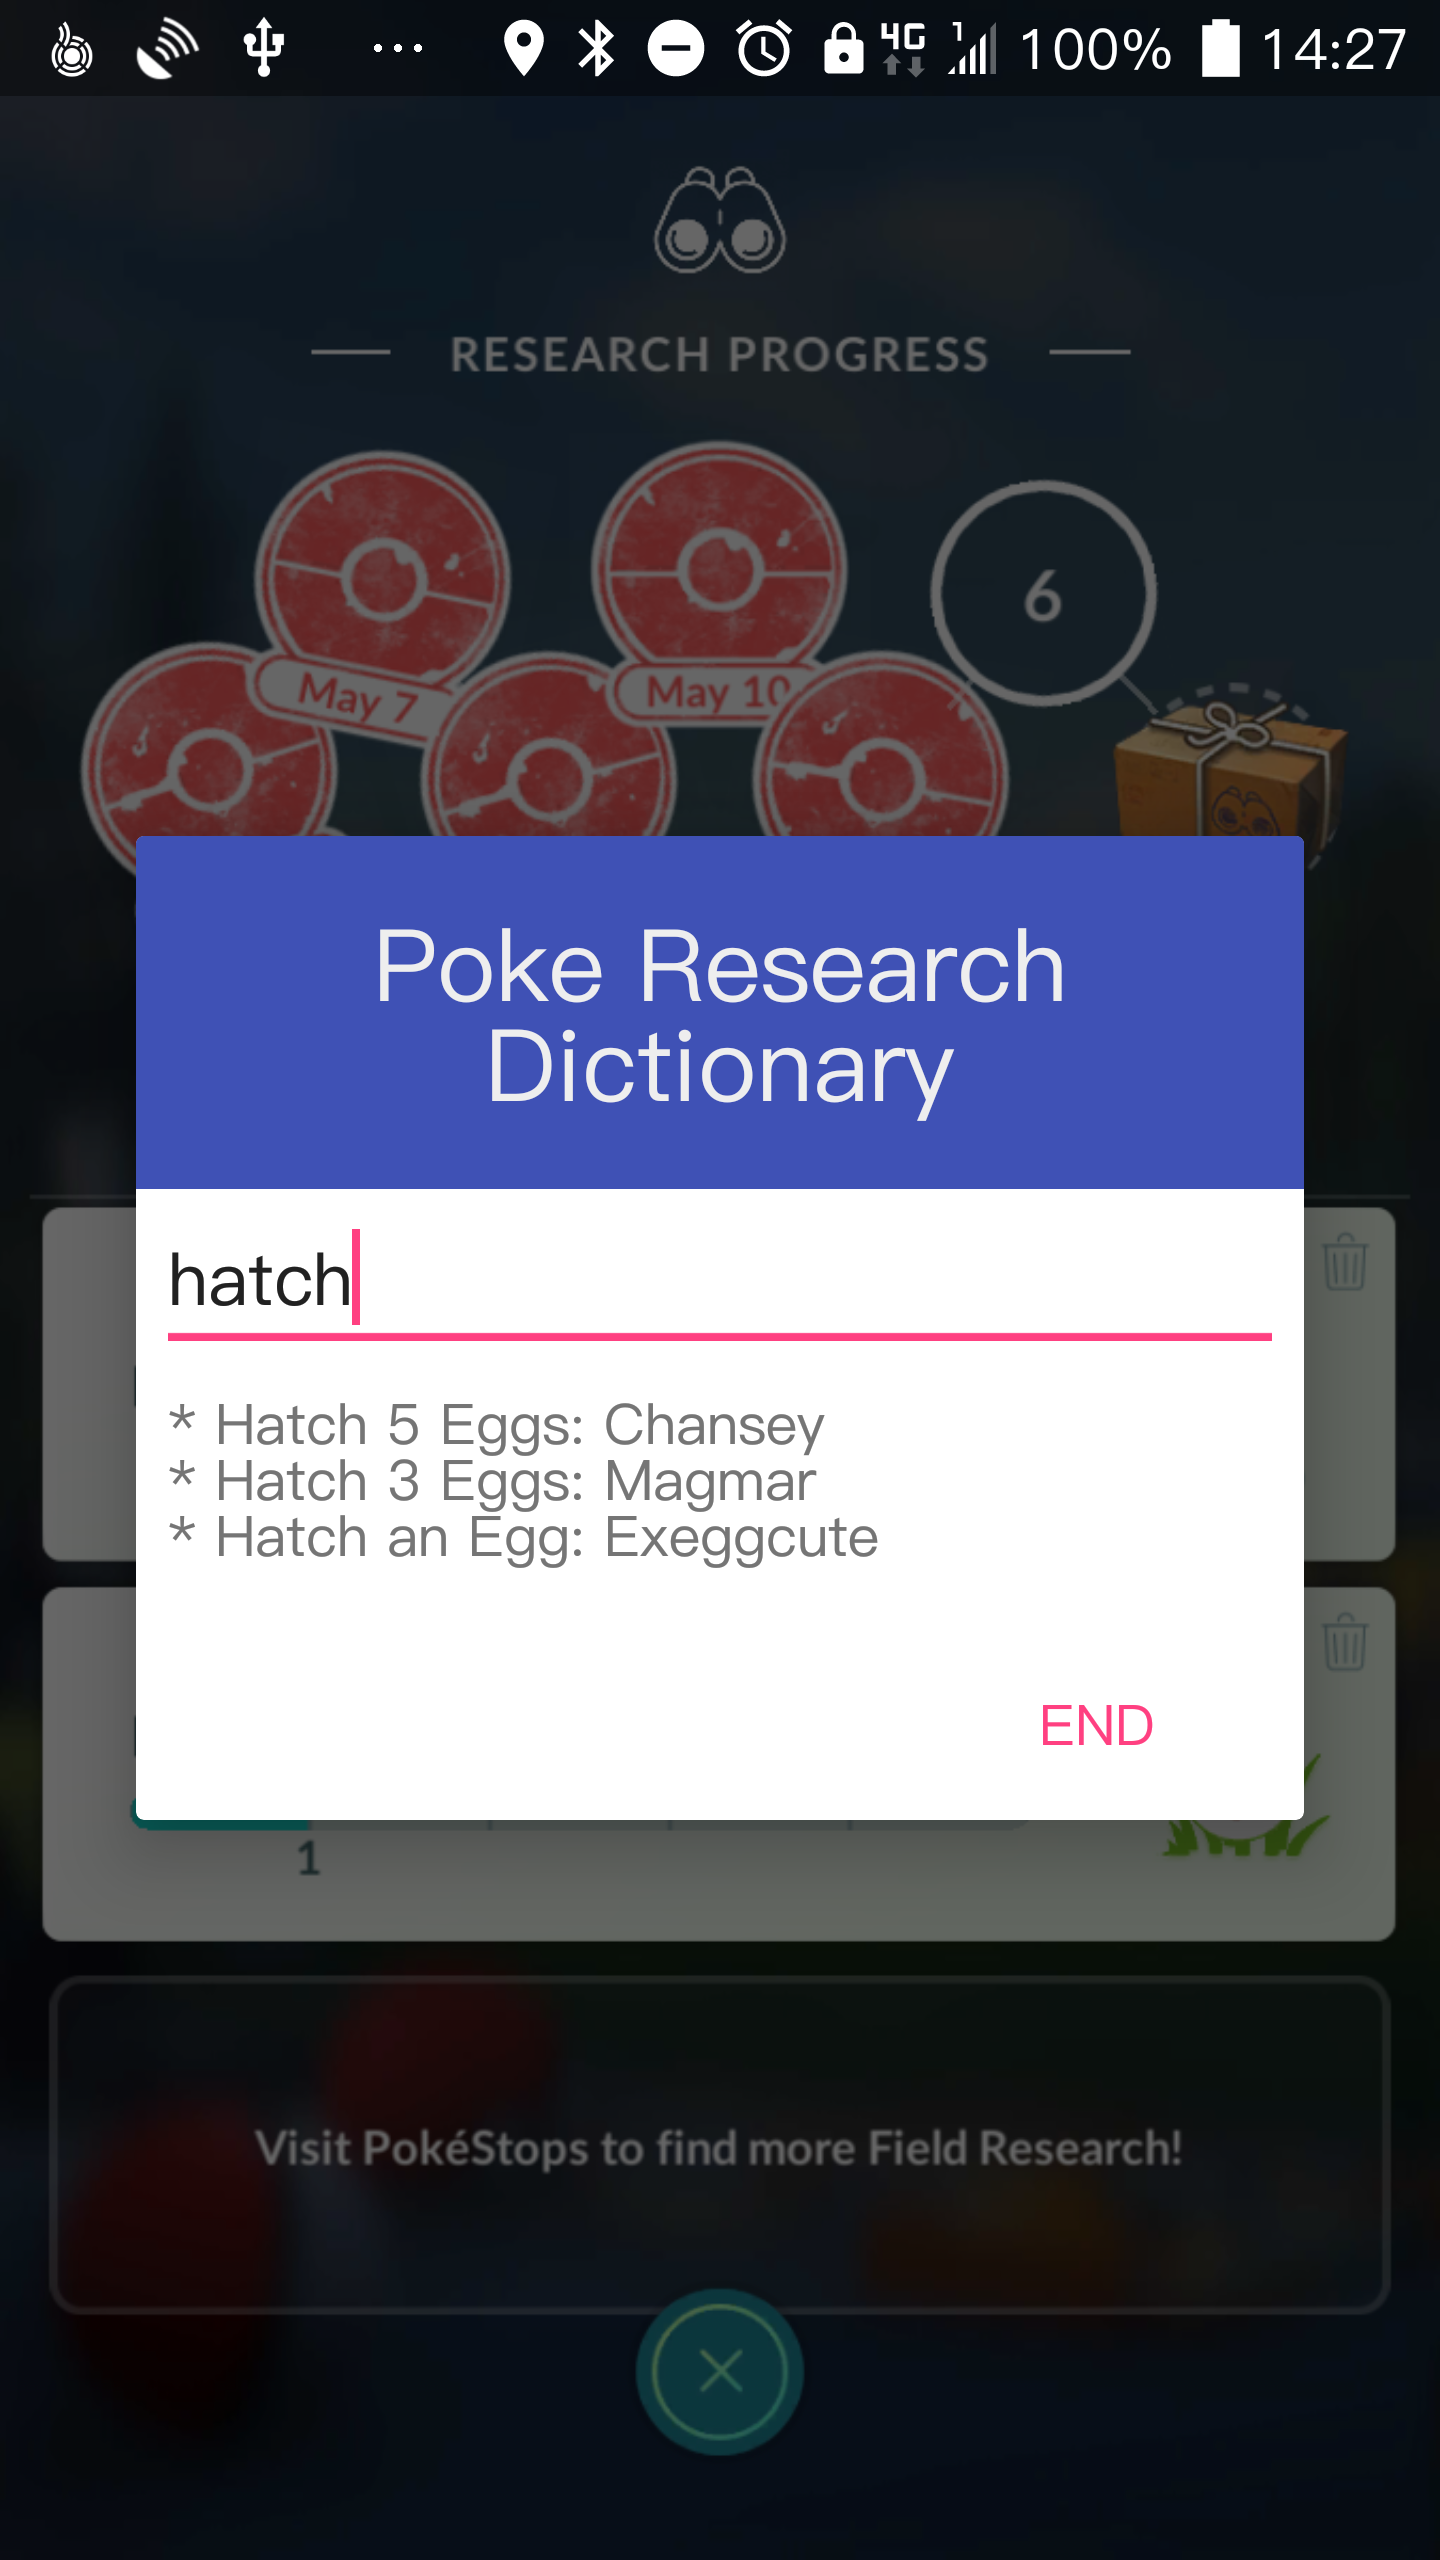 4G 1 100% 14:27
RESEARCH PROGRESS
6
May 7
May 10
Poke Research
Dictionary
hatch
* Hatch 5 Eggs: Chansey
* Hatch 3 Eggs: Magmar
* Hatch an Egg: Exeggcute
END
1
Visit PokéStops to find more Field Research!